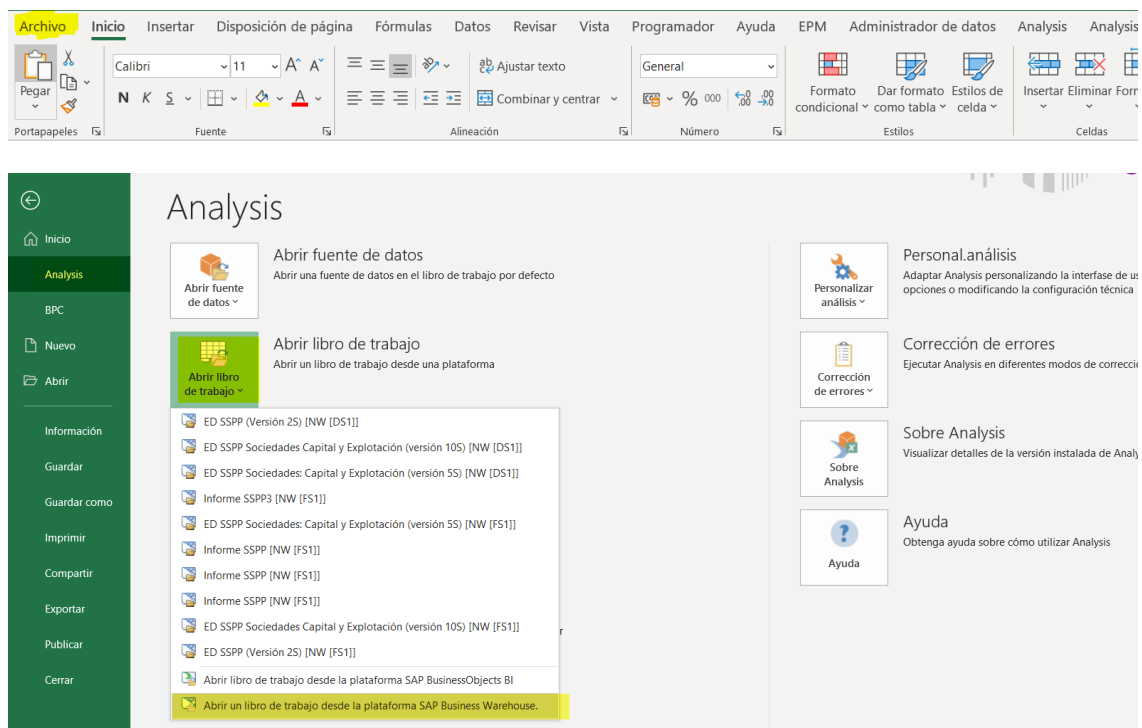 Archivo Inicio Insertar Disposición de página Fórmulas Datos Revisar Vista Programador Ayuda EPM Administrador de datos Analysis Analysis
Pegar
Calibri 11
Ajustar texto
General
N K S
Combinar y centrar
% 000
Formato condicional
Dar formato como tabla
Estilos de celda
Insertar Eliminar
Portapapeles Fuente Alineación Número Estilos Celdas
Analysis
Inicio
Analysis
BPC
Nuevo
Abrir
Información
Guardar
Guardar como
Imprimir
Compartir
Exportar
Publicar
Cerrar
Abrir fuente de datos
Abrir fuente de datos
Abrir una fuente de datos en el libro de trabajo por defecto
Abrir libro de trabajo
Abrir libro de trabajo
Abrir un libro de trabajo desde una plataforma
ED SSPP (Versión 2S) [NW [DS1]]
ED SSPP Sociedades Capital y Explotación (versión 10S) [NW [DS1]]
ED SSPP Sociedades: Capital y Explotación (versión 5S) [NW [DS1]]
Informe SSPP3 [NW [FS1]]
ED SSPP Sociedades: Capital y Explotación (versión 5S) [NW [FS1]]
Informe SSPP [NW [FS1]]
Informe SSPP [NW [FS1]]
Informe SSPP [NW [FS1]]
ED SSPP Sociedades Capital y Explotación (versión 10S) [NW [FS1]]
ED SSPP (Versión 2S) [NW [FS1]]
Abrir libro de trabajo desde la plataforma SAP BusinessObjects BI
Abrir un libro de trabajo desde la plataforma SAP Business Warehouse.
Personalizar análisis
Personal.análisis
Adaptar Analysis personalizando la interfase de
opciones o modificando la configuración técnica
Corrección de errores
Corrección de errores
Ejecutar Analysis en diferentes modos de
Sobre Analysis
Sobre Analysis
Visualizar detalles de la versión instalada de
Ayuda
Ayuda
Obtenga ayuda sobre cómo utilizar Analysis